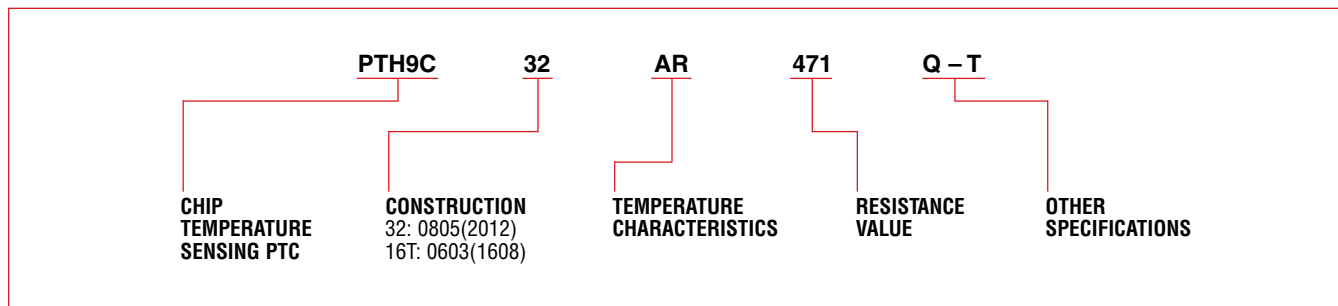 PTH9C 32 AR 471 Q – T
CHIP
TEMPERATURE
SENSING PTC
CONSTRUCTION
32: 0805(2012)
16T: 0603(1608)
TEMPERATURE
CHARACTERISTICS
RESISTANCE
VALUE
OTHER
SPECIFICATIONS